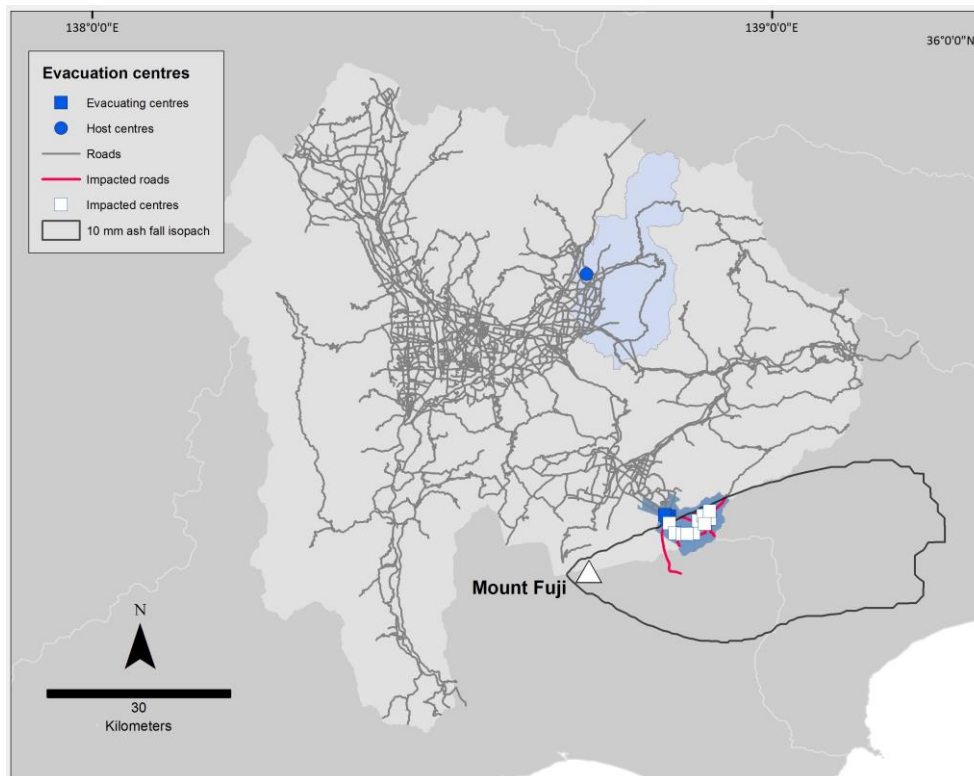 138°0'0"E
139°0'0"E
36°0'0"N
Evacuation centres
Evacuating centres
Host centres
Roads
Impacted roads
Impacted centres
10 mm ash fall isopach
Mount Fuji
N
30
Kilometers